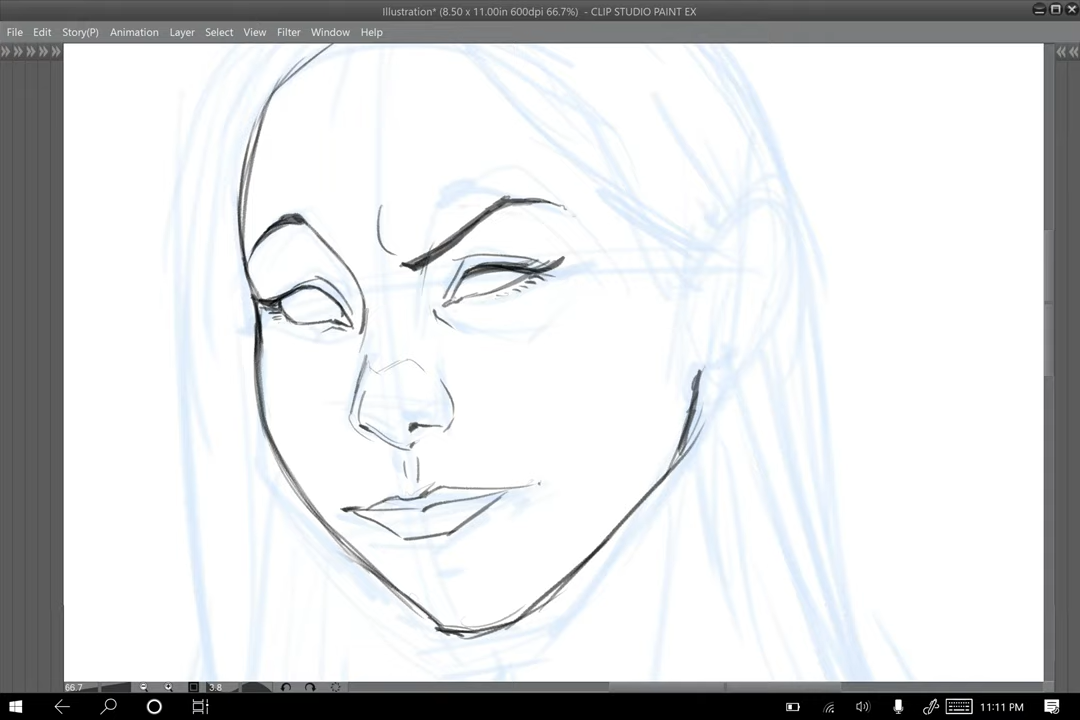 Illustration* (8.50 x 11.00in 600dpi 66.7%) - CLIP STUDIO PAINT EX
File Edit Story(P) Animation Layer Select View Filter Window Help
66.7 3.8
11:11 PM